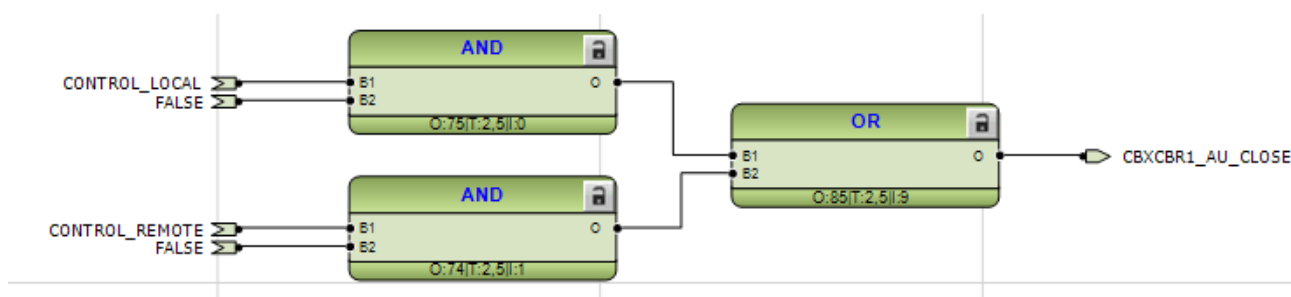 AND
CONTROL_LOCAL B1 O
FALSE B2
O:75|T:2,5|I:0
OR
B1 O CBXCBR1_AU_CLOSE
B2
O:85|T:2,5|I:9
AND
CONTROL_REMOTE B1 O
FALSE B2
O:74|T:2,5|I:1